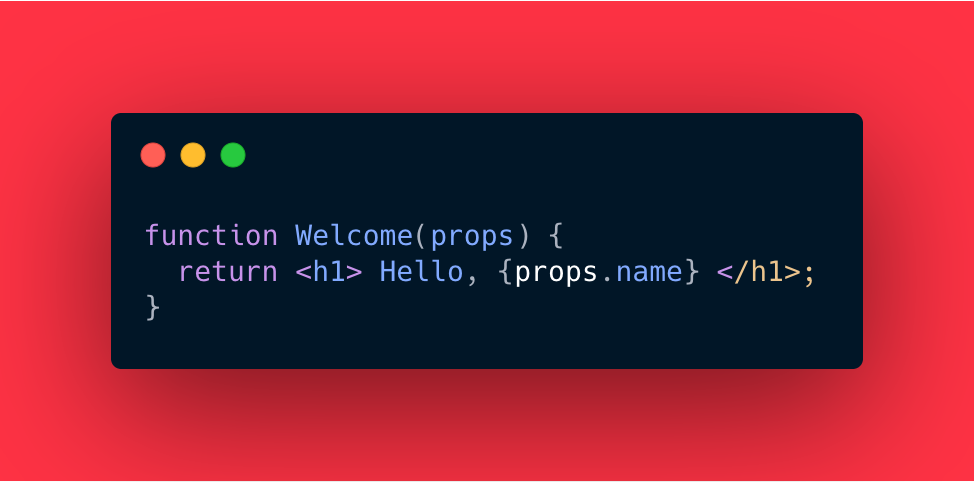 function Welcome(props) {
  return <h1> Hello, {props.name} </h1>;
}